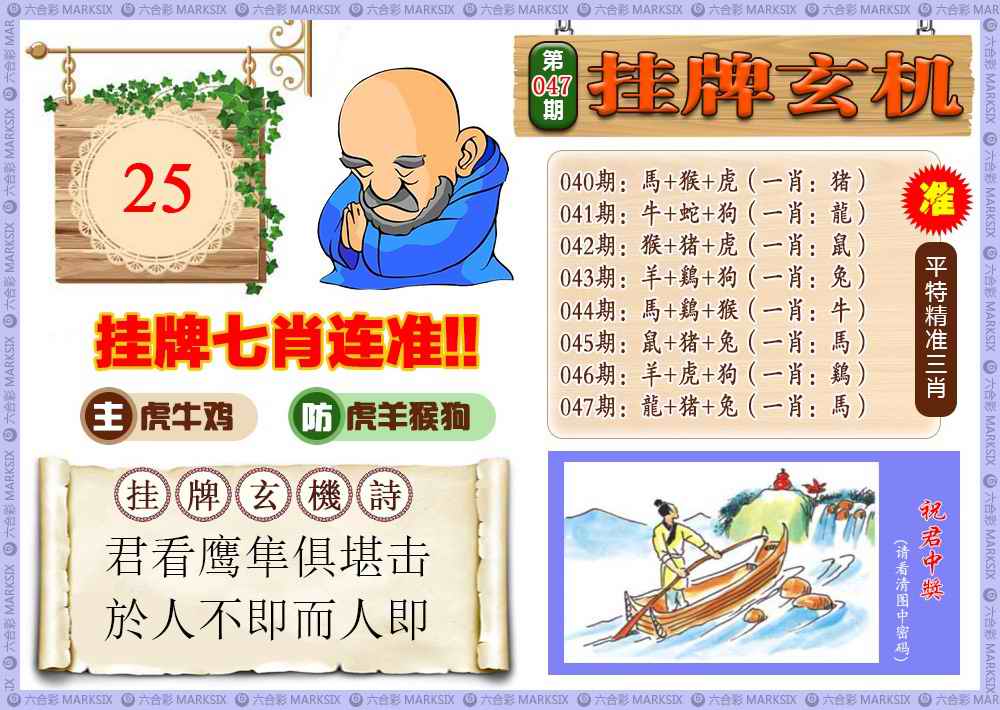 六合彩 MARKSIX
25
第
047
期
挂牌玄机
040期：馬+猴+虎（一肖：猪）
041期：牛+蛇+狗（一肖：龍）
042期：猴+猪+虎（一肖：鼠）
043期：羊+鷄+狗（一肖：兔）
044期：馬+鷄+猴（一肖：牛）
045期：鼠+猪+兔（一肖：馬）
046期：羊+虎+狗（一肖：鷄）
047期：龍+猪+兔（一肖：馬）
准
平特精准三肖
挂牌七肖连准!!
主 虎牛鸡
防 虎羊猴狗
挂牌玄機詩
君看鹰隼俱堪击
於人不即而人即
祝君中獎
（请看清图中密码）